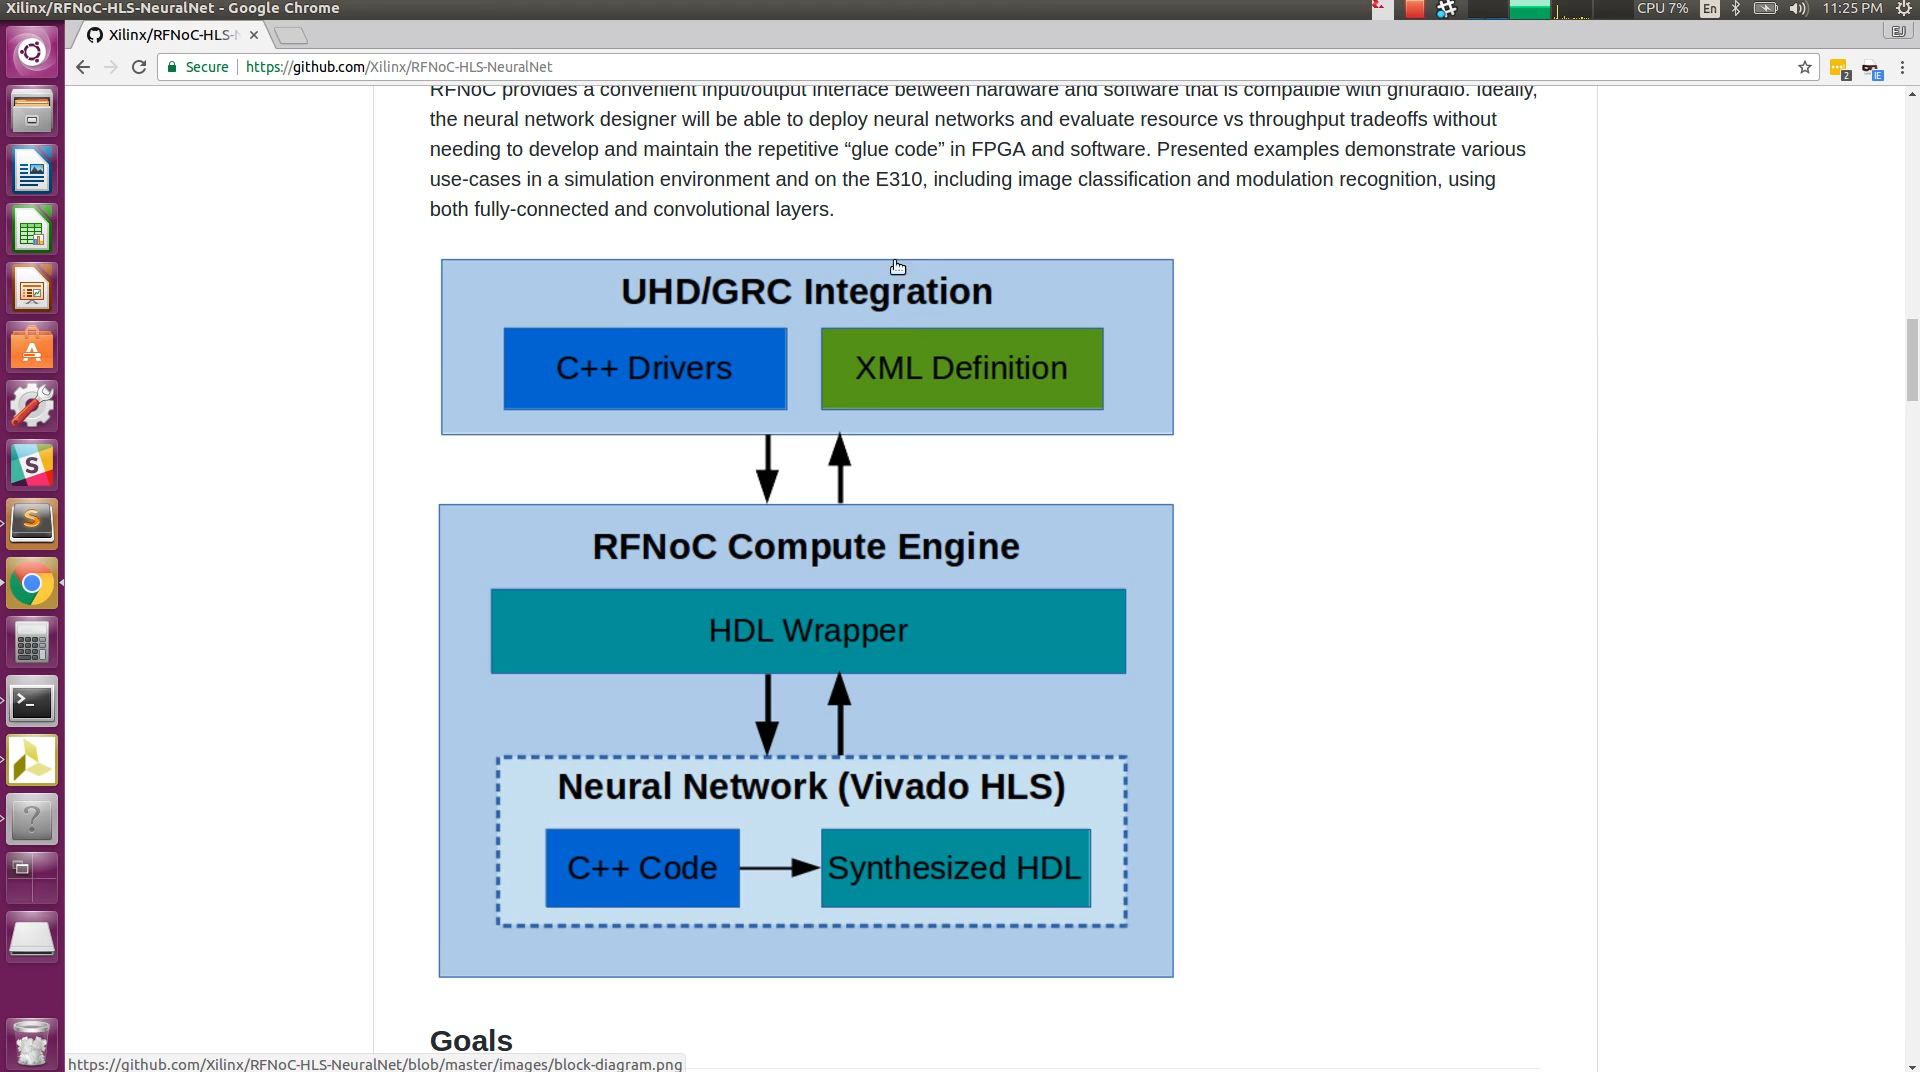 Xilinx/RFNoC-HLS-NeuralNet - Google Chrome
CPU 7%
En
11:25 PM
Xilinx/RFNoC-HLS-N
EJ
Secure
https://github.com/Xilinx/RFNoC-HLS-NeuralNet
2
IE
RFNoC provides a convenient input/output interface between hardware and software that is compatible with gnuradio. Ideally,
the neural network designer will be able to deploy neural networks and evaluate resource vs throughput tradeoffs without
needing to develop and maintain the repetitive “glue code” in FPGA and software. Presented examples demonstrate various
use-cases in a simulation environment and on the E310, including image classification and modulation recognition, using
both fully-connected and convolutional layers.
UHD/GRC Integration
C++ Drivers
XML Definition
RFNoC Compute Engine
HDL Wrapper
Neural Network (Vivado HLS)
C++ Code
Synthesized HDL
Goals
https://github.com/Xilinx/RFNoC-HLS-NeuralNet/blob/master/images/block-diagram.png